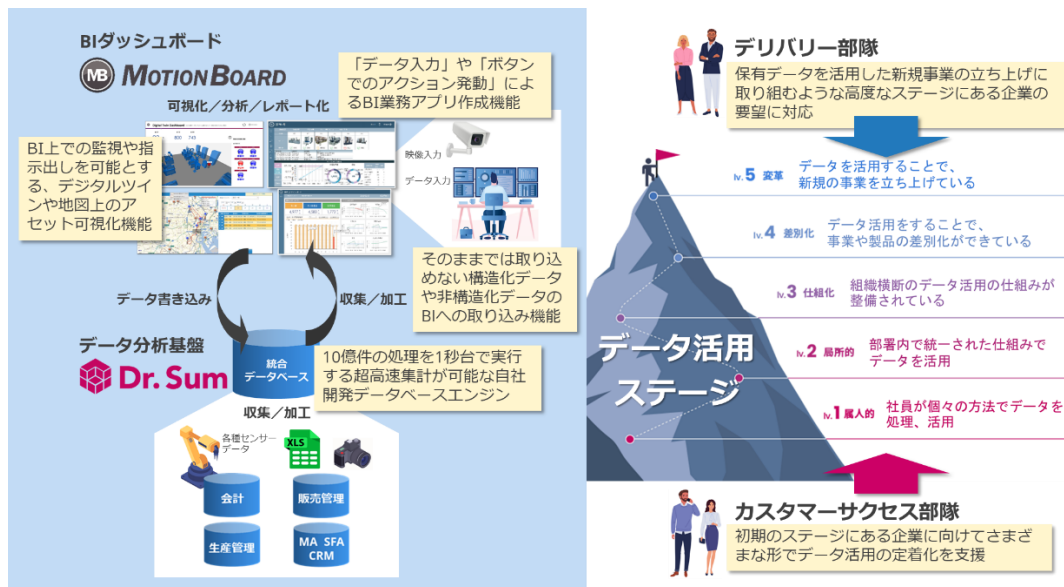 BIダッシュボード
MB MOTIONBOARD
可視化／分析／レポート化
「データ入力」や「ボタン
でのアクション発動」によ
るBI業務アプリ作成機能
BI上での監視や指
示出しを可能とす
る、デジタルツイ
ンや地図上のア
セット可視化機能
映像入力
データ入力
そのままでは取り込
めない構造化データ
や非構造化データの
BIへの取り込み機能
データ書き込み
収集／加工
データ分析基盤
Dr. Sum
統合
データベース
10億件の処理を1秒台で実行
する超高速集計が可能な自社
開発データベースエンジン
収集／加工
各種センサー
データ
XLS
会計
販売管理
生産管理
MA SFA
CRM
デリバリー部隊
保有データを活用した新規事業の立ち上げに
取り組むような高度なステージにある企業の
要望に対応
lv.5 変革
データを活用することで、
新規の事業を立ち上げている
lv.4 差別化
データ活用をすることで、
事業や製品の差別化ができている
lv.3 仕組化
組織横断のデータ活用の仕組みが
整備されている
lv.2 局所的
部署内で統一された仕組みで
データを活用
lv.1 属人的
社員が個々の方法でデータを
処理、活用
データ活用
ステージ
カスタマーサクセス部隊
初期のステージにある企業に向けてさまざ
まな形でデータ活用の定着化を支援